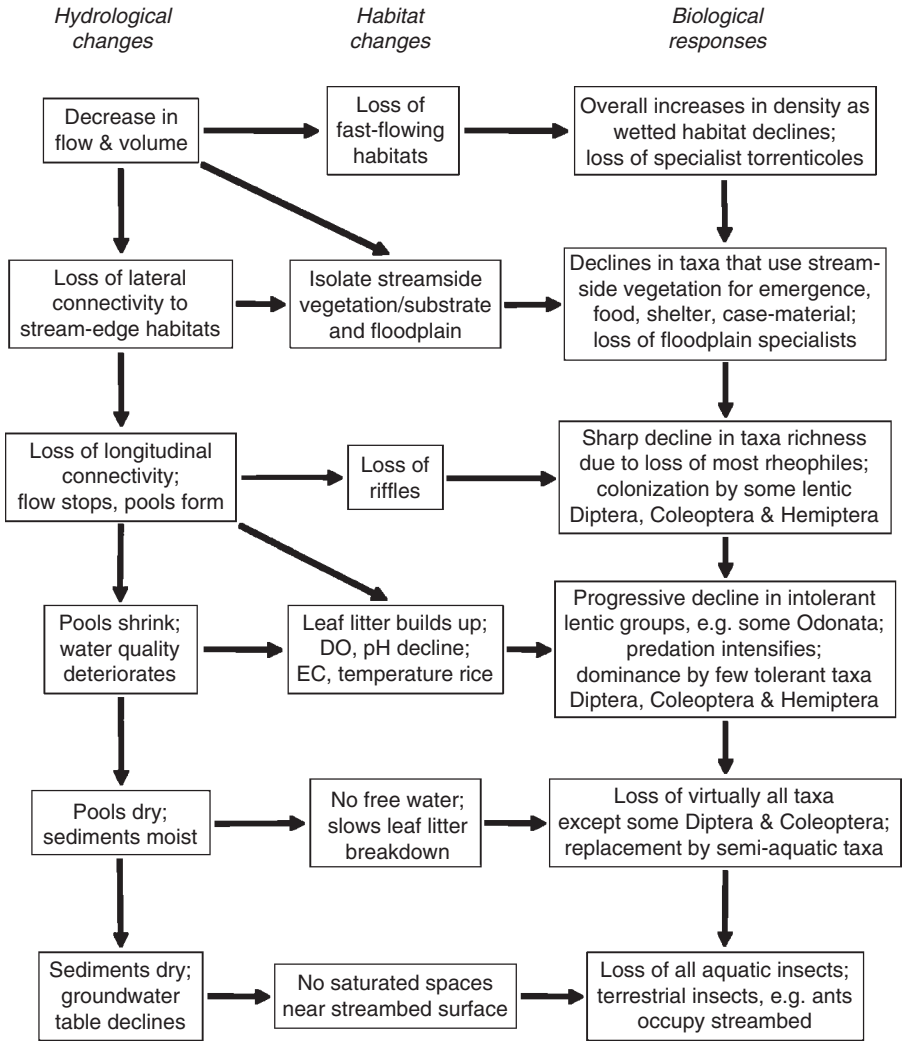 Hydrological
changes
Habitat
changes
Biological
responses
Decrease in
flow & volume
Loss of
fast-flowing
habitats
Overall increases in density as
wetted habitat declines;
loss of specialist torrenticoles
Loss of lateral
connectivity to
stream-edge habitats
Isolate streamside
vegetation/substrate
and floodplain
Declines in taxa that use stream-
side vegetation for emergence,
food, shelter, case-material;
loss of floodplain specialists
Loss of longitudinal
connectivity;
flow stops, pools form
Loss of
riffles
Sharp decline in taxa richness
due to loss of most rheophiles;
colonization by some lentic
Diptera, Coleoptera & Hemiptera
Pools shrink;
water quality
deteriorates
Leaf litter builds up;
DO, pH decline;
EC, temperature rice
Progressive decline in intolerant
lentic groups, e.g. some Odonata;
predation intensifies;
dominance by few tolerant taxa
Diptera, Coleoptera & Hemiptera
Pools dry;
sediments moist
No free water;
slows leaf litter
breakdown
Loss of virtually all taxa
except some Diptera & Coleoptera;
replacement by semi-aquatic taxa
Sediments dry;
groundwater
table declines
No saturated spaces
near streambed surface
Loss of all aquatic insects;
terrestrial insects, e.g. ants
occupy streambed